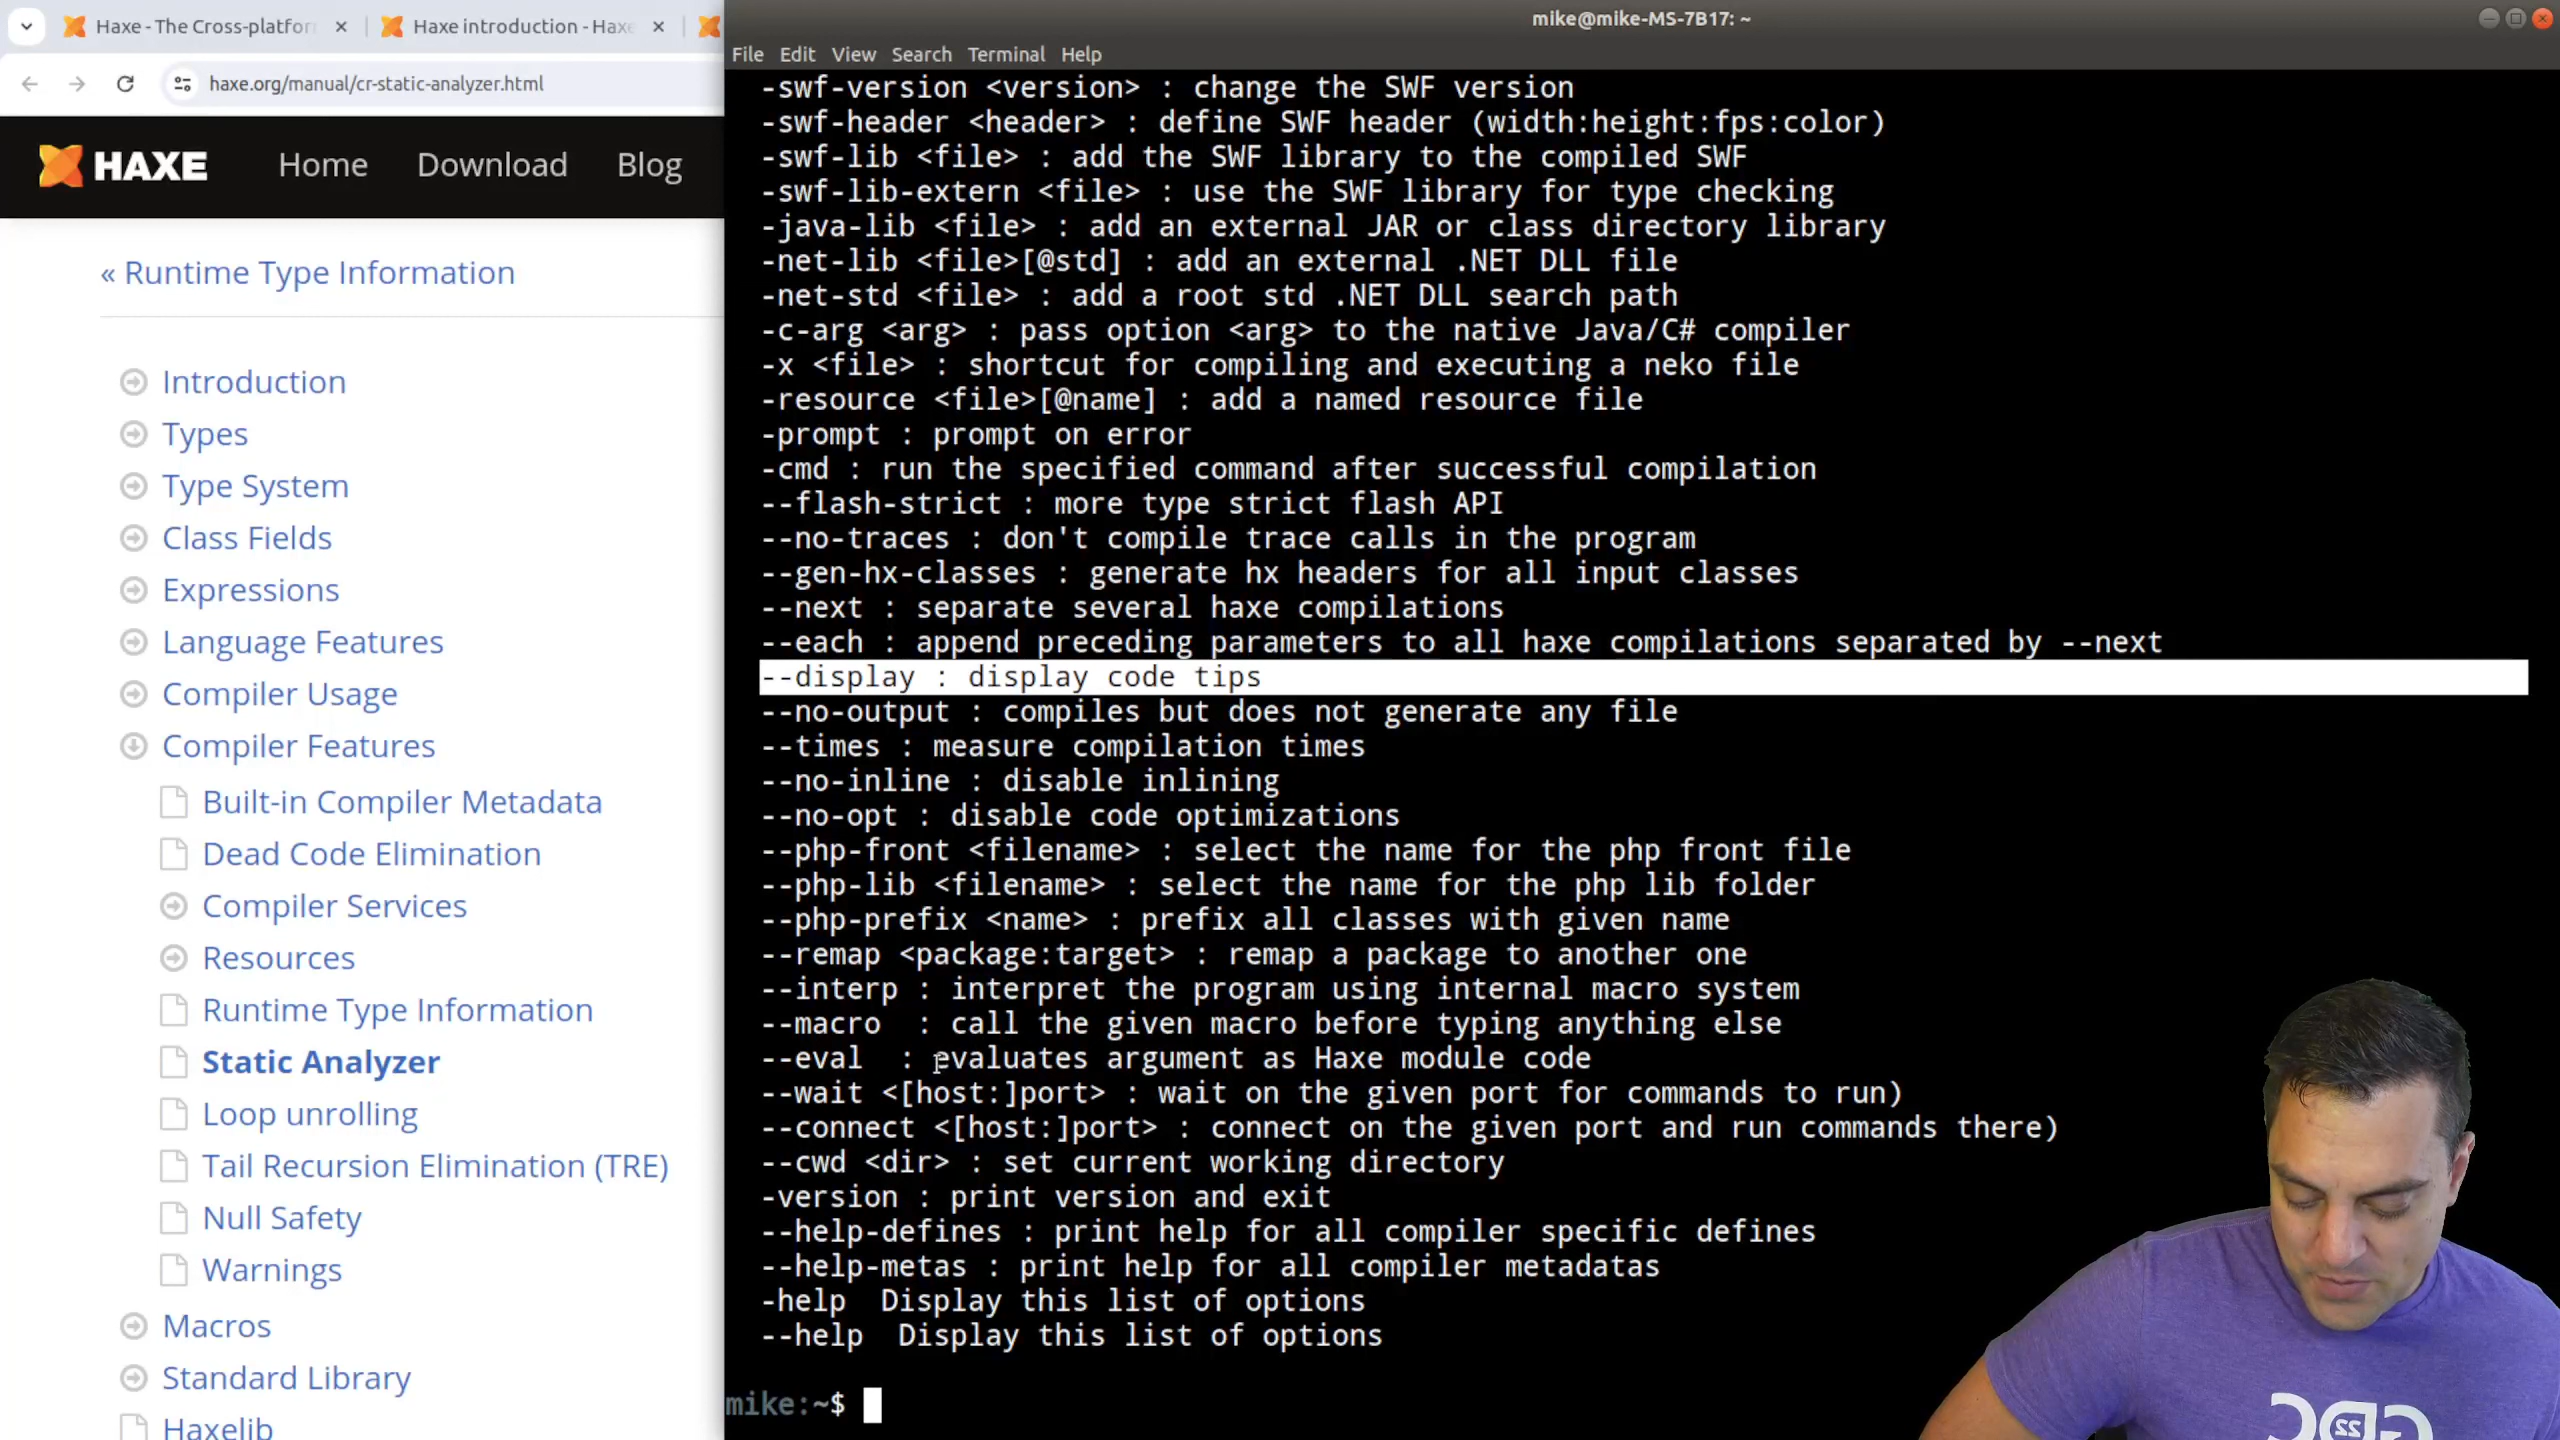 Haxe - The Cross-platfor
Haxe introduction - Haxe
haxe.org/manual/cr-static-analyzer.html
HAXE
Home
Download
Blog
« Runtime Type Information
Introduction
Types
Type System
Class Fields
Expressions
Language Features
Compiler Usage
Compiler Features
Built-in Compiler Metadata
Dead Code Elimination
Compiler Services
Resources
Runtime Type Information
Static Analyzer
Loop unrolling
Tail Recursion Elimination (TRE)
Null Safety
Warnings
Macros
Standard Library
Haxelib
mike@mike-MS-7B17: ~
File Edit View Search Terminal Help
-swf-version <version> : change the SWF version
-swf-header <header> : define SWF header (width:height:fps:color)
-swf-lib <file> : add the SWF library to the compiled SWF
-swf-lib-extern <file> : use the SWF library for type checking
-java-lib <file> : add an external JAR or class directory library
-net-lib <file>[@std] : add an external .NET DLL file
-net-std <file> : add a root std .NET DLL search path
-c-arg <arg> : pass option <arg> to the native Java/C# compiler
-x <file> : shortcut for compiling and executing a neko file
-resource <file>[@name] : add a named resource file
-prompt : prompt on error
-cmd : run the specified command after successful compilation
--flash-strict : more type strict flash API
--no-traces : don't compile trace calls in the program
--gen-hx-classes : generate hx headers for all input classes
--next : separate several haxe compilations
--each : append preceding parameters to all haxe compilations separated by --next
--display : display code tips
--no-output : compiles but does not generate any file
--times : measure compilation times
--no-inline : disable inlining
--no-opt : disable code optimizations
--php-front <filename> : select the name for the php front file
--php-lib <filename> : select the name for the php lib folder
--php-prefix <name> : prefix all classes with given name
--remap <package:target> : remap a package to another one
--interp : interpret the program using internal macro system
--macro  : call the given macro before typing anything else
--eval  : evaluates argument as Haxe module code
--wait <[host:]port> : wait on the given port for commands to run)
--connect <[host:]port> : connect on the given port and run commands there)
--cwd <dir> : set current working directory
-version : print version and exit
--help-defines : print help for all compiler specific defines
--help-metas : print help for all compiler metadatas
-help  Display this list of options
--help  Display this list of options
mike:~$